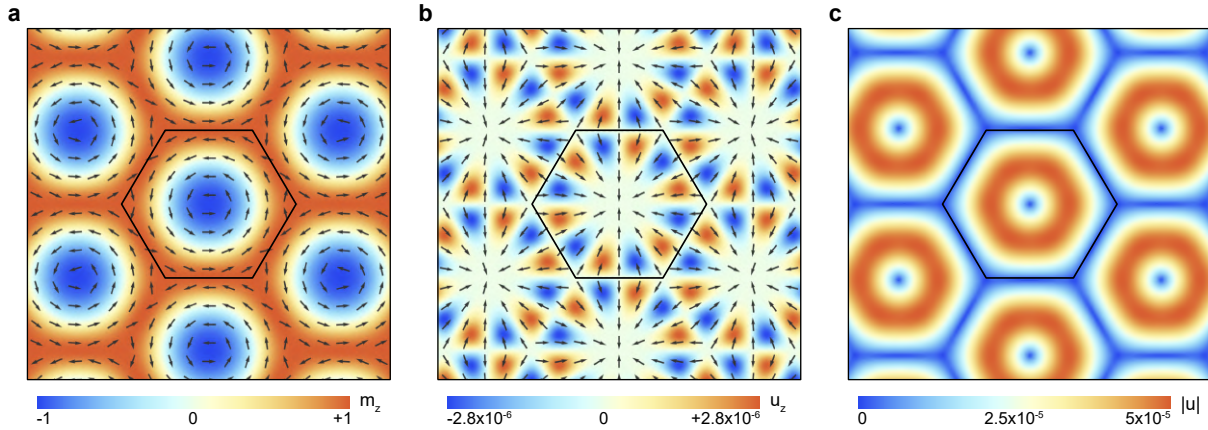 a
b
c
-1
0
+1
m_z
-2.8x10^-6
0
+2.8x10^-6
u_z
0
2.5x10^-5
5x10^-5
|u|